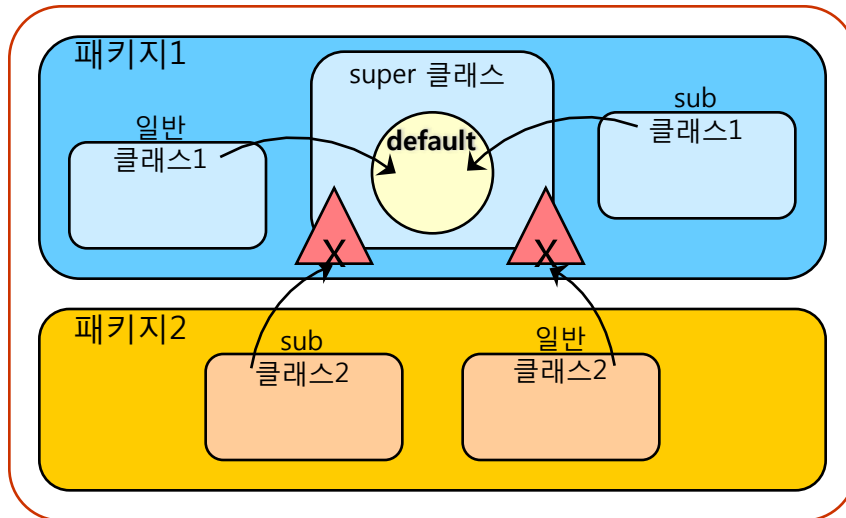 패키지1
super 클래스
default
일반
클래스1
sub
클래스1
X
X
패키지2
sub
클래스2
일반
클래스2